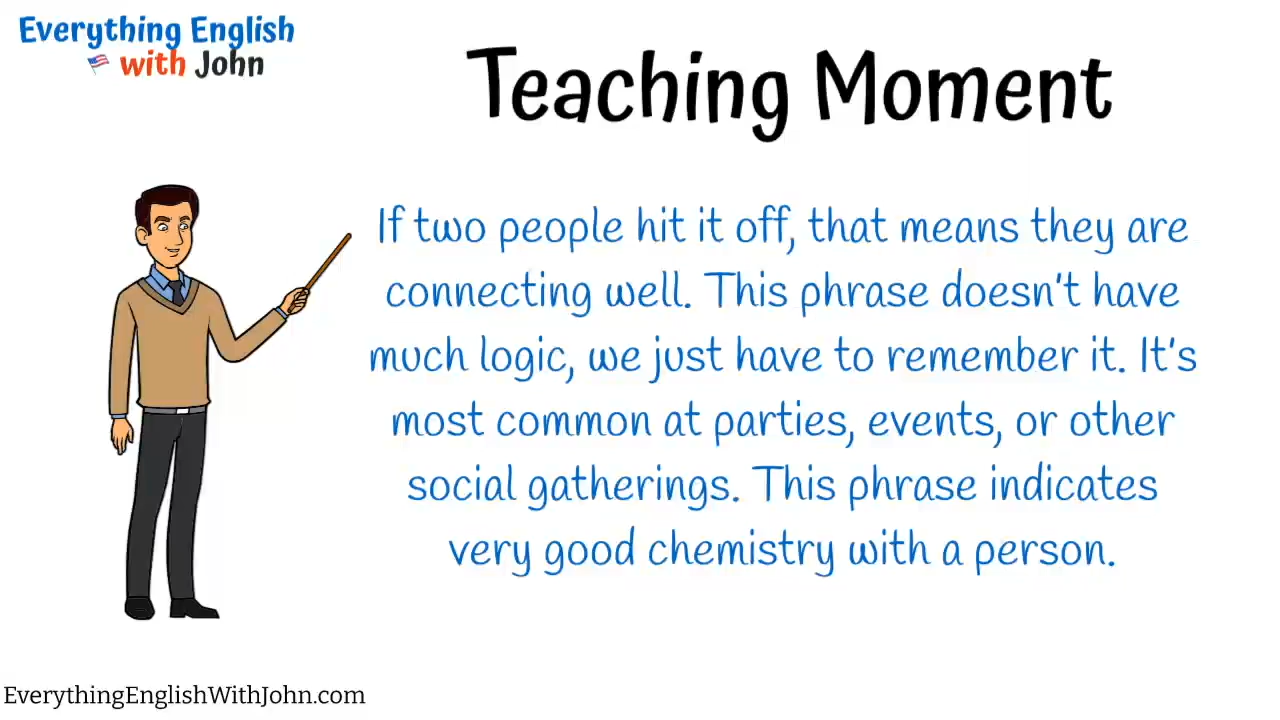 Everything English
with John
Teaching Moment
If two people hit it off, that means they are
connecting well. This phrase doesn't have
much logic, we just have to remember it. It's
most common at parties, events, or other
social gatherings. This phrase indicates
very good chemistry with a person.
EverythingEnglishWithJohn.com